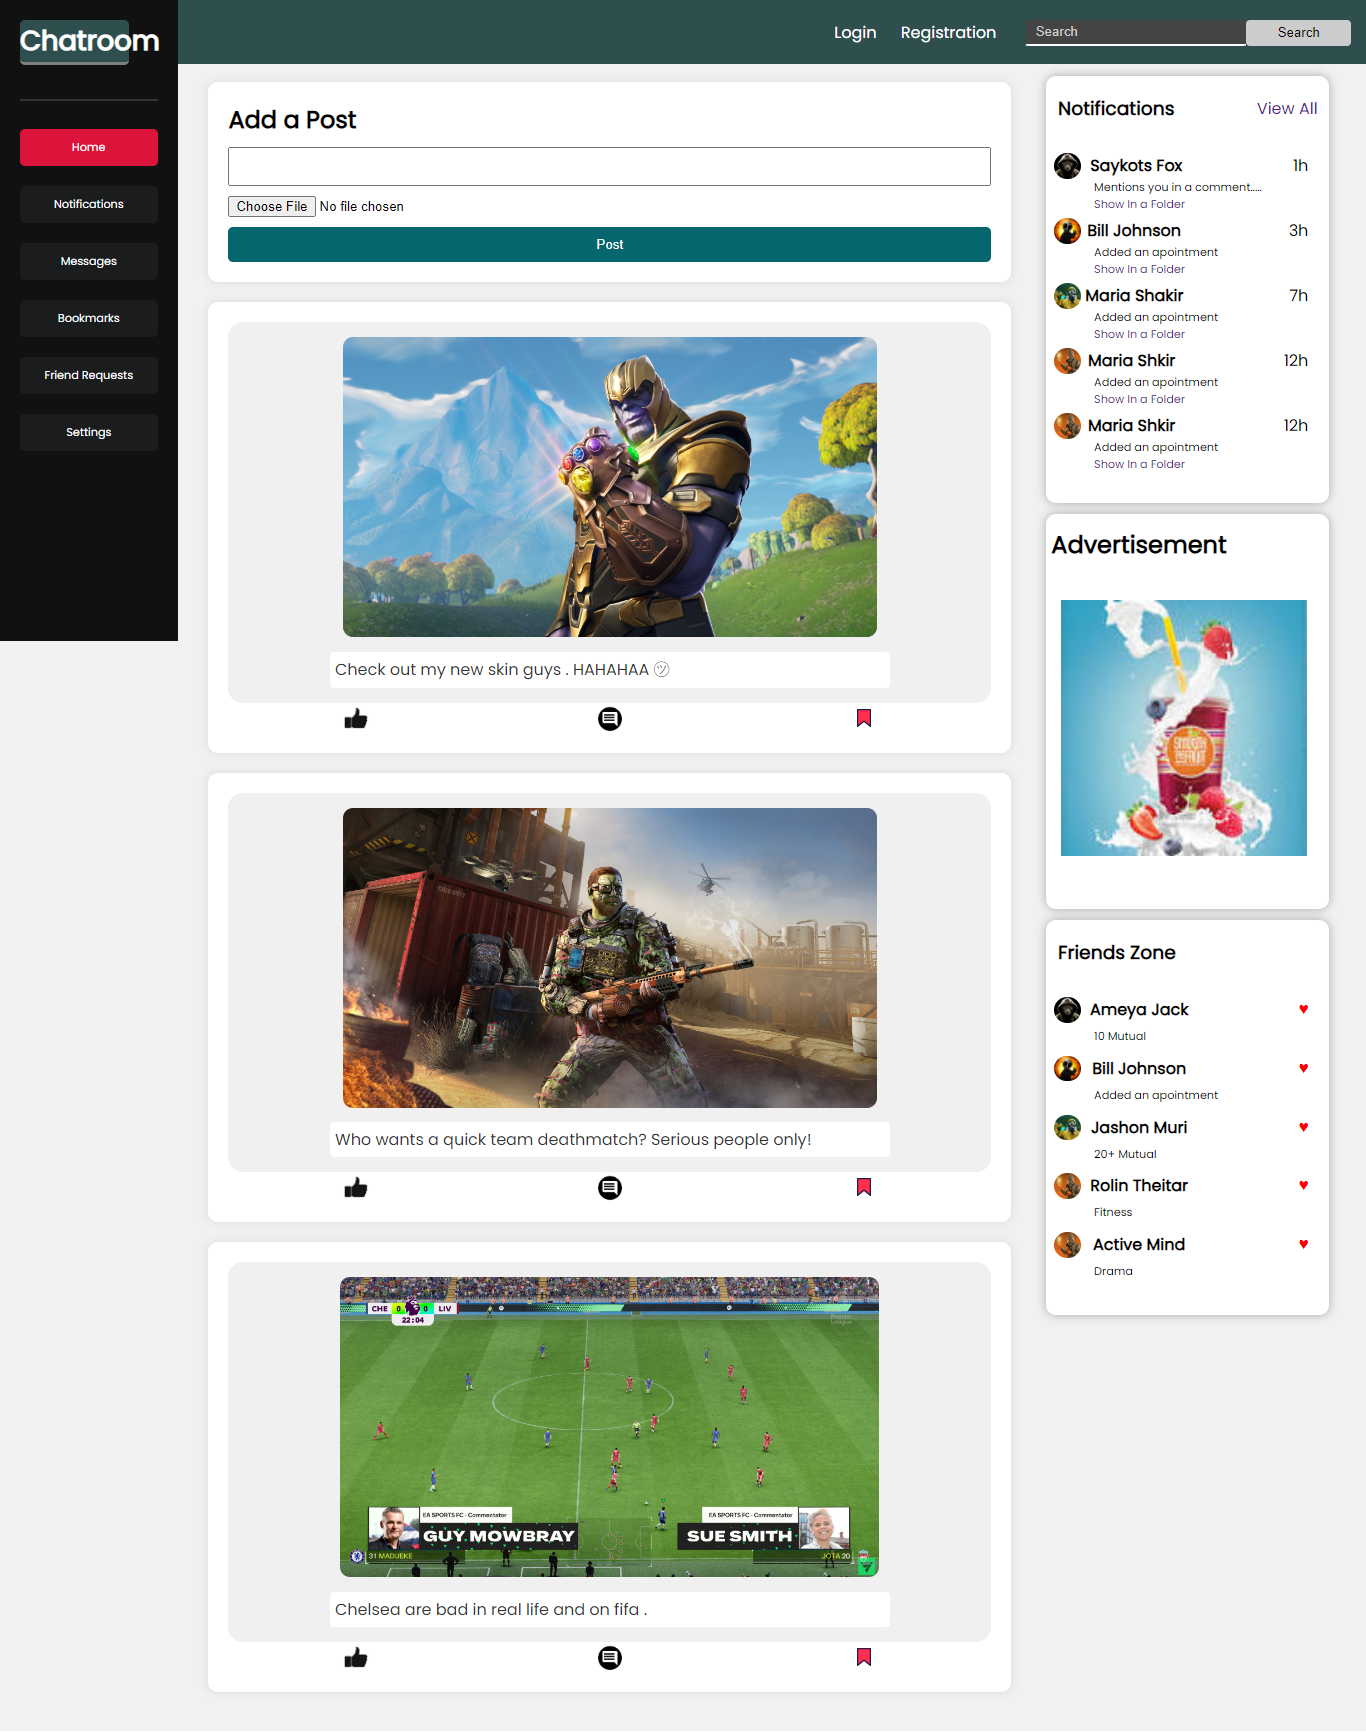 Chatroom
Login
Registration
Search
Search
Home
Notifications
Messages
Bookmarks
Friend Requests
Settings
Add a Post
Choose File No file chosen
Post
Check out my new skin guys . HAHAHAA ㋡
Who wants a quick team deathmatch? Serious people only!
CHE 0 0 LIV
22:04
Premier League
EA SPORTS FC - Commentator
GUY MOWBRAY
31 MADUEKE
EA SPORTS FC - Commentator
SUE SMITH
JOTA 20
Chelsea are bad in real life and on fifa .
Notifications
View All
Saykots Fox 1h
Mentions you in a comment.....
Show In a Folder
Bill Johnson 3h
Added an apointment
Show In a Folder
Maria Shakir 7h
Added an apointment
Show In a Folder
Maria Shkir 12h
Added an apointment
Show In a Folder
Maria Shkir 12h
Added an apointment
Show In a Folder
Advertisement
Friends Zone
Ameya Jack ♥
10 Mutual
Bill Johnson ♥
Added an apointment
Jashon Muri ♥
20+ Mutual
Rolin Theitar ♥
Fitness
Active Mind ♥
Drama